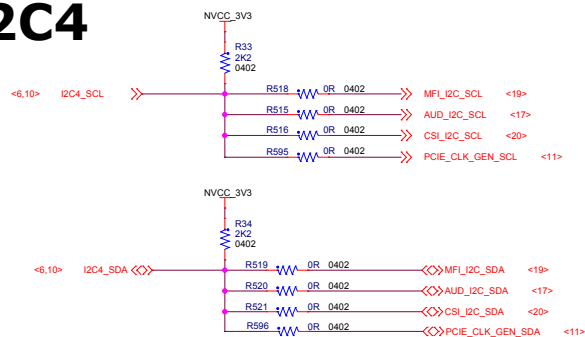 2C4
NVCC_3V3
R33
2K2
0402
<6,10> I2C4_SCL
R518 0R 0402 MFI_I2C_SCL <19>
R515 0R 0402 AUD_I2C_SCL <17>
R516 0R 0402 CSI_I2C_SCL <20>
R595 0R 0402 PCIE_CLK_GEN_SCL <11>
NVCC_3V3
R34
2K2
0402
<6,10> I2C4_SDA
R519 0R 0402 MFI_I2C_SDA <19>
R520 0R 0402 AUD_I2C_SDA <17>
R521 0R 0402 CSI_I2C_SDA <20>
R596 0R 0402 PCIE_CLK_GEN_SDA <11>